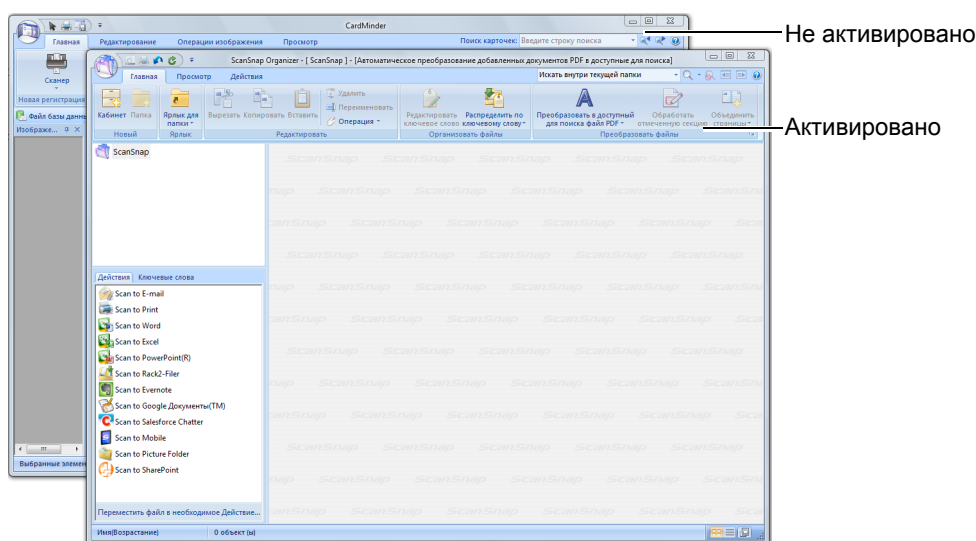 CardMinder
Главная Редактирование Операции изображения Просмотр Поиск карточек: Введите строку поиска
Не активировано
Сканер
Новая регистрация
Файл базы данны
Изображе...
Выбранные элемен
ScanSnap Organizer - [ ScanSnap ] - [Автоматическое преобразование добавленных документов PDF в доступные для поиска]
Главная Просмотр Действия Искать внутри текущей папки
Кабинет Папка
Ярлык для папки
Вырезать Копировать Вставить
Удалить
Переименовать
Операция
Редактировать ключевое слово
Распределить по ключевому слову
Преобразовать в доступный для поиска файл PDF
Обработать отмеченную секцию
Объединить страницы
Новый Ярлык Редактировать Организовать файлы Преобразовать файлы
Активировано
ScanSnap
Действия Ключевые слова
Scan to E-mail
Scan to Print
Scan to Word
Scan to Excel
Scan to PowerPoint(R)
Scan to Rack2-Filer
Scan to Evernote
Scan to Google Документы(TM)
Scan to Salesforce Chatter
Scan to Mobile
Scan to Picture Folder
Scan to SharePoint
Переместить файл в необходимое Действие...
Имя(Возрастание) 0 объект (ы)